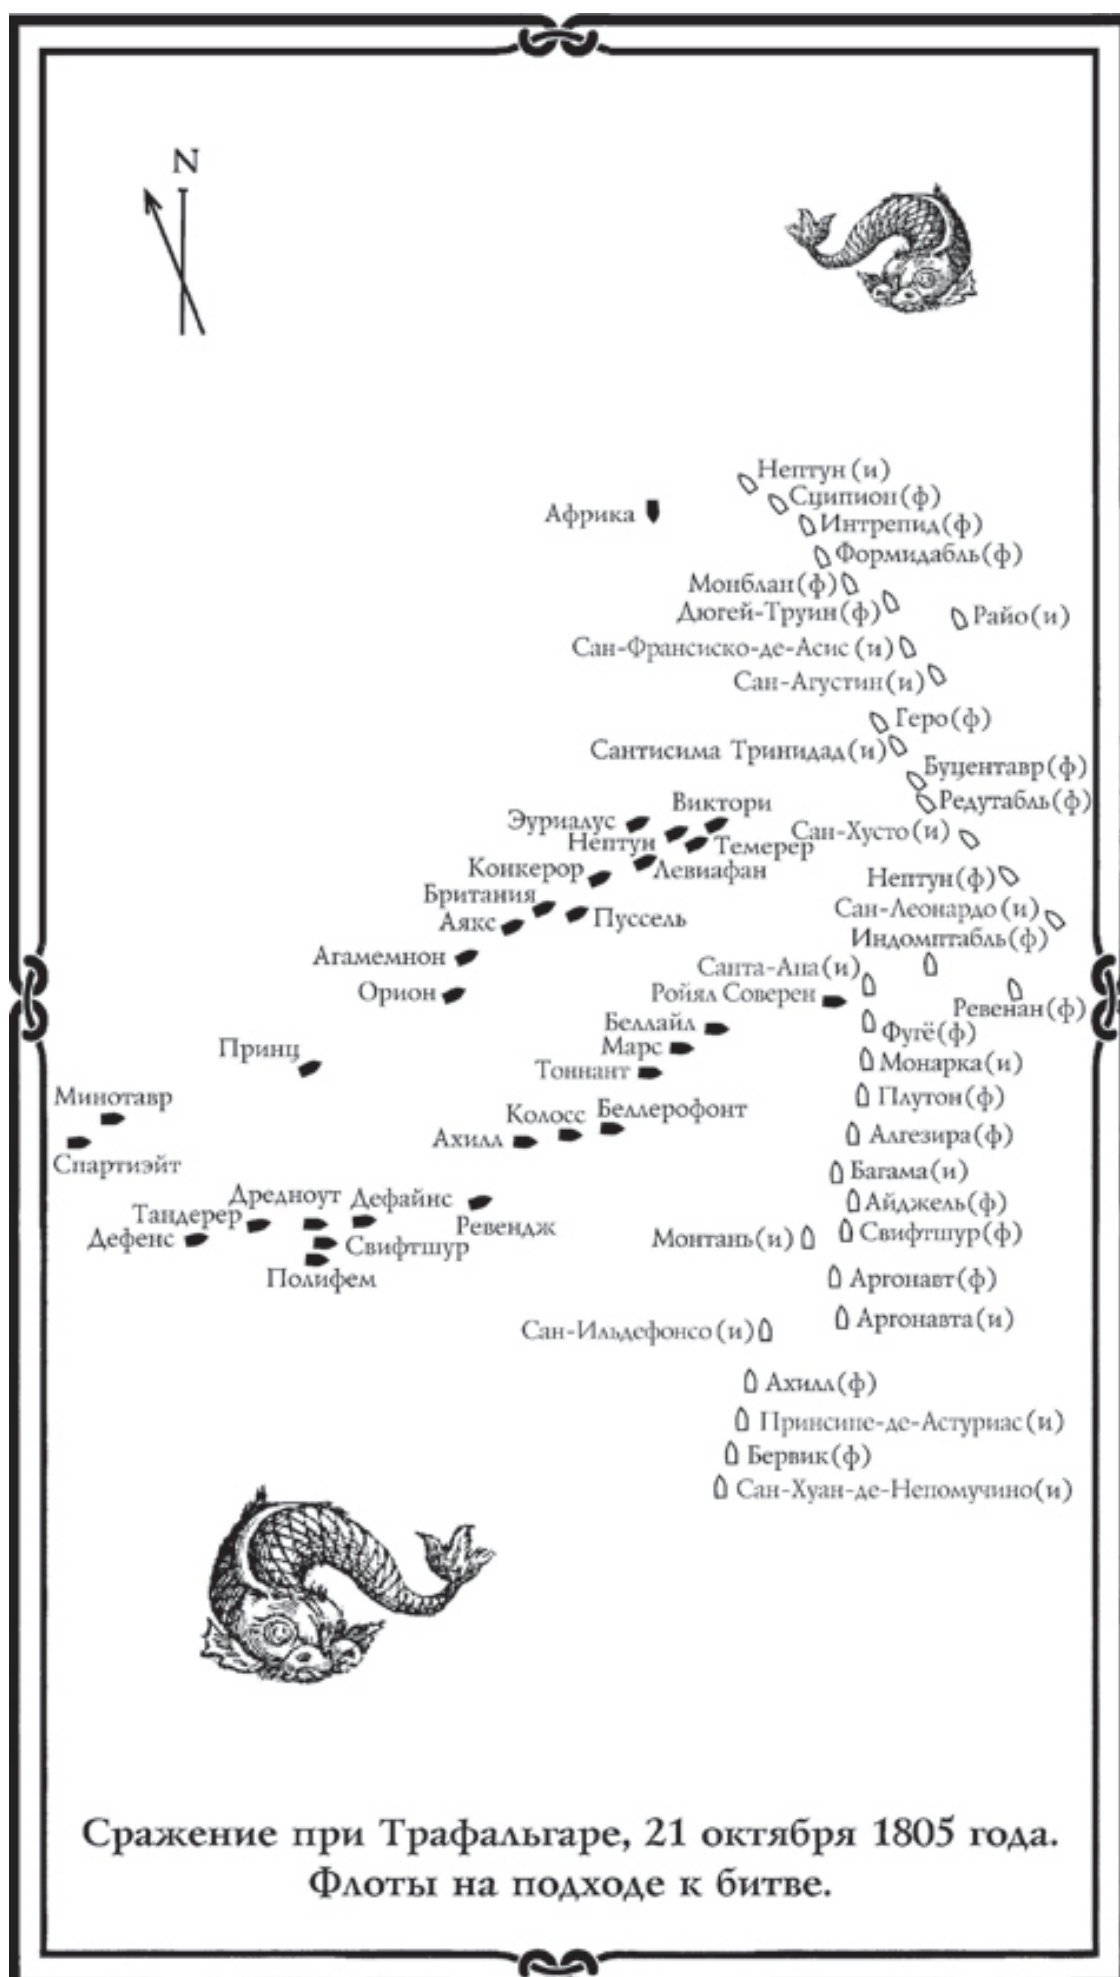 N
Нептун (и)
Сципион (ф)
Африка
Интрепид (ф)
Формидабль (ф)
Монблан (ф)
Дюгей-Труин (ф)
Райо (и)
Сан-Франсиско-де-Асис (и)
Сан-Агустин (и)
Геро (ф)
Сантисима Тринидад (и)
Буцентавр (ф)
Виктори
Редутабль (ф)
Эуриалус
Сан-Хусто (и)
Нептун
Темерер
Конкерор
Левиафан
Нептун (ф)
Британия
Сан-Леонардо (и)
Аякс
Пуссель
Индомптабль (ф)
Агамемнон
Санта-Ана (и)
Орион
Ройял Соверен
Ревенан (ф)
Беллайл
Фугё (ф)
Принц
Марс
Монарка (и)
Тоннант
Минотавр
Плутон (ф)
Колосс
Беллерофонт
Ахилл
Алгезира (ф)
Спартиэйт
Багама (и)
Дредноут
Дефайнс
Айджель (ф)
Тандерер
Ревендж
Дефенс
Свифтшур
Монтань (и)
Свифтшур (ф)
Полифем
Аргонавт (ф)
Аргонавта (и)
Сан-Ильдефонсо (и)
Ахилл (ф)
Принсипе-де-Астуриас (и)
Бервик (ф)
Сан-Хуан-де-Непомучино (и)
Сражение при Трафальгаре, 21 октября 1805 года.
Флоты на подходе к битве.